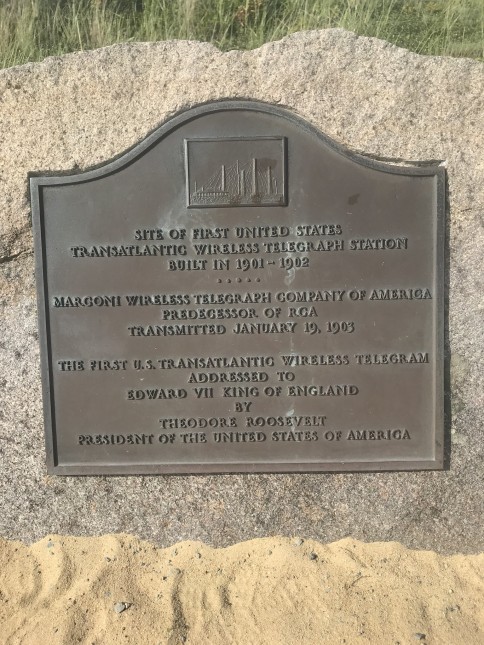 SITE OF FIRST UNITED STATES
TRANSATLANTIC WIRELESS TELEGRAPH STATION
BUILT IN 1901 - 1902
.....
MARCONI WIRELESS TELEGRAPH COMPANY OF AMERICA
PREDECESSOR OF RCA
TRANSMITTED JANUARY 19, 1903
THE FIRST U.S. TRANSATLANTIC WIRELESS TELEGRAM
ADDRESSED TO
EDWARD VII KING OF ENGLAND
BY
THEODORE ROOSEVELT
PRESIDENT OF THE UNITED STATES OF AMERICA